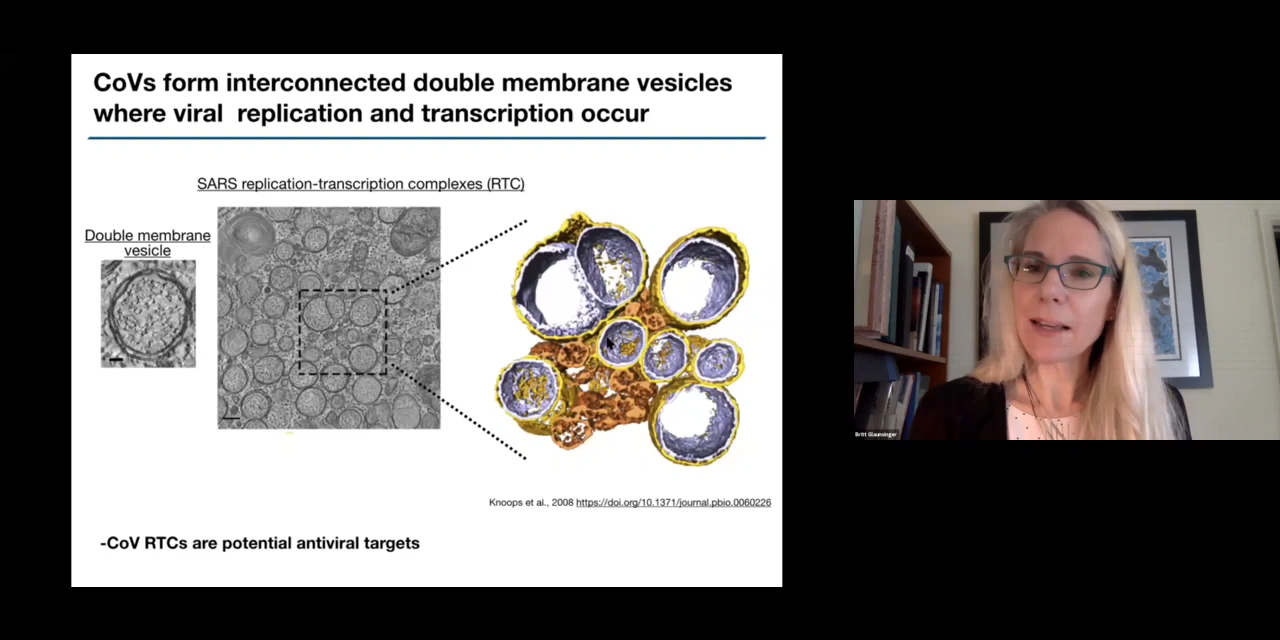 CoVs form interconnected double membrane vesicles
where viral replication and transcription occur
SARS replication-transcription complexes (RTC)
Double membrane
vesicle
Knoops et al., 2008 https://doi.org/10.1371/journal.pbio.0060226
-CoV RTCs are potential antiviral targets
Britt Glaunsinger